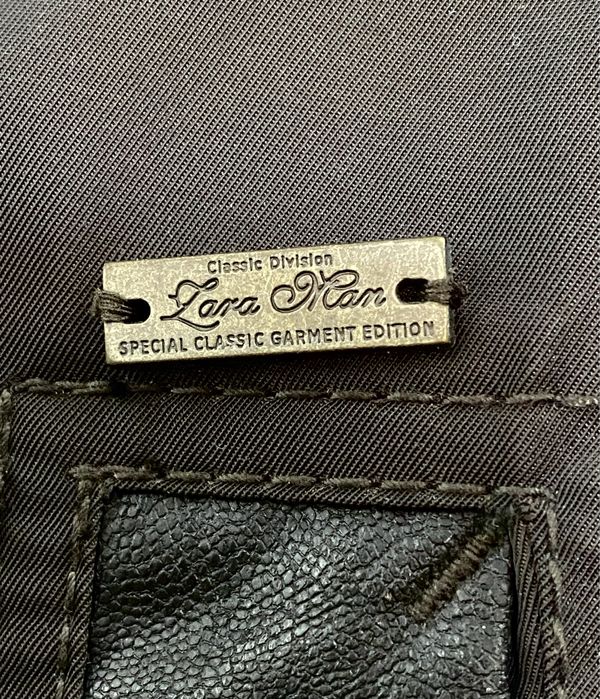 Classic Division
Zara Man
SPECIAL CLASSIC GARMENT EDITION